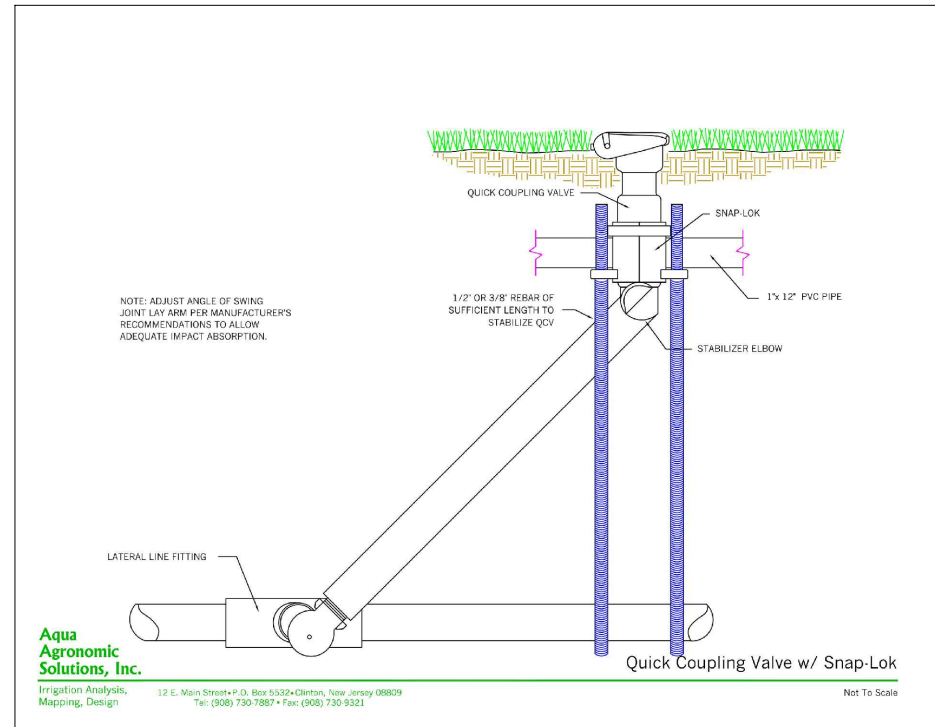 QUICK COUPLING VALVE
SNAP-LOK
NOTE: ADJUST ANGLE OF SWING
JOINT LAY ARM PER MANUFACTURER'S
RECOMMENDATIONS TO ALLOW
ADEQUATE IMPACT ABSORPTION.
1/2" OR 3/8" REBAR OF
SUFFICIENT LENGTH TO
STABILIZE QCV
1"x 12" PVC PIPE
STABILIZER ELBOW
LATERAL LINE FITTING
Aqua
Agronomic
Solutions, Inc.
Quick Coupling Valve w/ Snap-Lok
Irrigation Analysis,
Mapping, Design
12 E. Main Street • P.O. Box 5532 • Clinton, New Jersey 08809
Tel: (908) 730-7887 • Fax: (908) 730-9321
Not To Scale